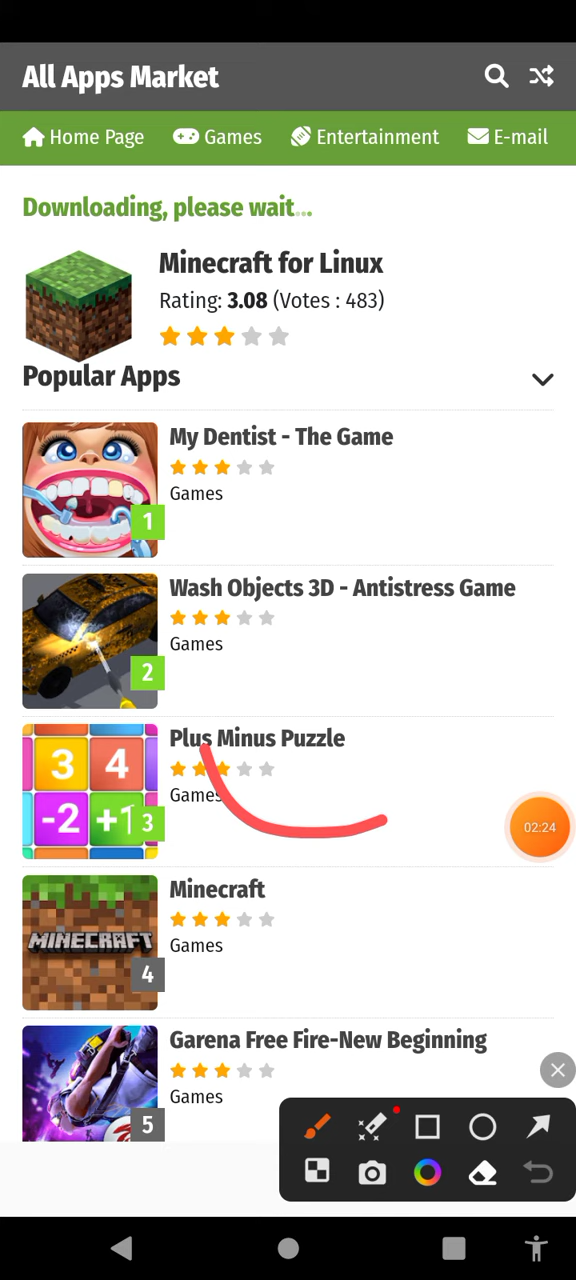 All Apps Market
Home Page Games Entertainment E-mail
Downloading, please wait...
Minecraft for Linux
Rating: 3.08 (Votes : 483)
Popular Apps
My Dentist - The Game
Games
1
Wash Objects 3D - Antistress Game
Games
2
Plus Minus Puzzle
Games
3 4
-2 +1 3
02:24
Minecraft
Games
MINECRAFT
4
Garena Free Fire-New Beginning
Games
5